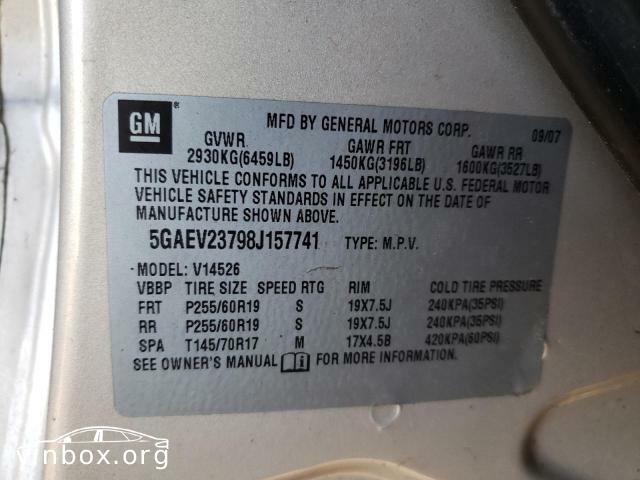 GM ®
MFD BY GENERAL MOTORS CORP. 09/07
GVWR GAWR FRT GAWR RR
2930KG(6459LB) 1450KG(3196LB) 1600KG(3527LB)
THIS VEHICLE CONFORMS TO ALL APPLICABLE U.S. FEDERAL MOTOR
VEHICLE SAFETY STANDARDS IN EFFECT ON THE DATE OF
MANUFACTURE SHOWN ABOVE.
5GAEV23798J157741 TYPE: M.P.V.
MODEL: V14526
VBBP TIRE SIZE SPEED RTG RIM COLD TIRE PRESSURE
FRT P255/60R19 S 19X7.5J 240KPA(35PSI)
RR P255/60R19 S 19X7.5J 240KPA(35PSI)
SPA T145/70R17 M 17X4.5B 420KPA(60PSI)
SEE OWNER'S MANUAL i FOR MORE INFORMATION.
vinbox.org